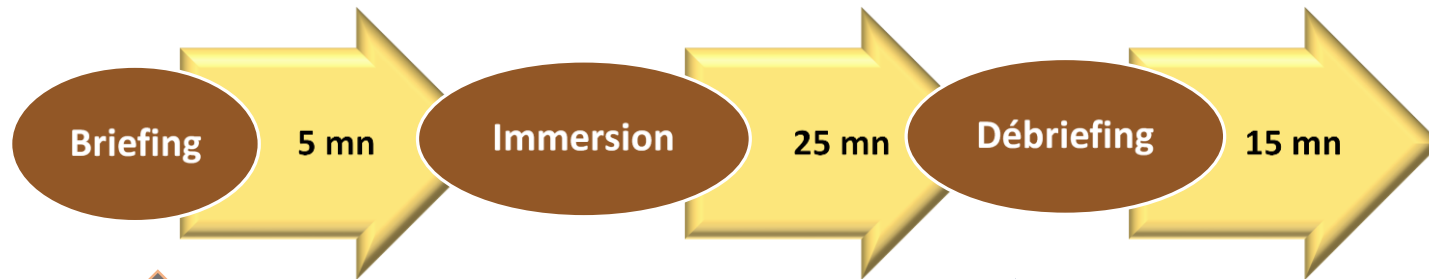 Briefing
5 mn
Immersion
25 mn
Débriefing
15 mn